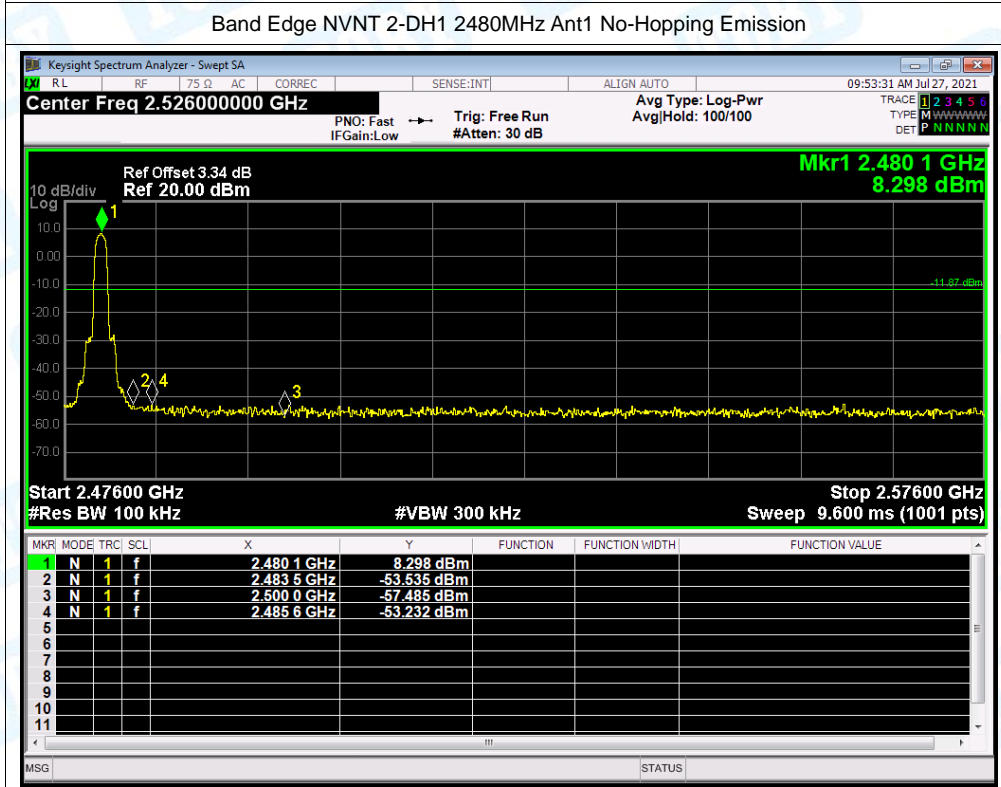 Band Edge NVNT 2-DH1 2480MHz Ant1 No-Hopping Emission
Keysight Spectrum Analyzer - Swept SA
LXI RL RF 75 Ω AC CORREC SENSE:INT ALIGN AUTO 09:53:31 AM Jul 27, 2021
Center Freq 2.526000000 GHz
PNO: Fast
IFGain:Low
Trig: Free Run
#Atten: 30 dB
Avg Type: Log-Pwr
Avg|Hold: 100/100
TRACE 1 2 3 4 5 6
TYPE M WWWWW
DET P N N N N N
Mkr1 2.480 1 GHz
8.298 dBm
Ref Offset 3.34 dB
10 dB/div Ref 20.00 dBm
Log
10.0
0.00
-10.0
-20.0
-30.0
-40.0
-50.0
-60.0
-70.0
-11.87 dBm
1
2 4
3
Start 2.47600 GHz Stop 2.57600 GHz
#Res BW 100 kHz #VBW 300 kHz Sweep 9.600 ms (1001 pts)
MKR MODE TRC SCL X Y FUNCTION FUNCTION WIDTH FUNCTION VALUE
1 N 1 f 2.480 1 GHz 8.298 dBm
2 N 1 f 2.483 5 GHz -53.535 dBm
3 N 1 f 2.500 0 GHz -57.485 dBm
4 N 1 f 2.485 6 GHz -53.232 dBm
5
6
7
8
9
10
11
MSG STATUS